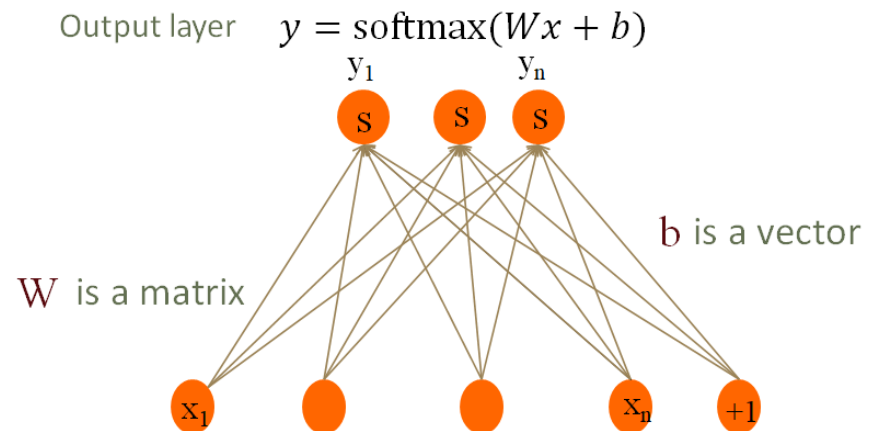 Output layer y = softmax(Wx + b)
y₁ yₙ
S S S
b is a vector
W is a matrix
x₁ xₙ +1